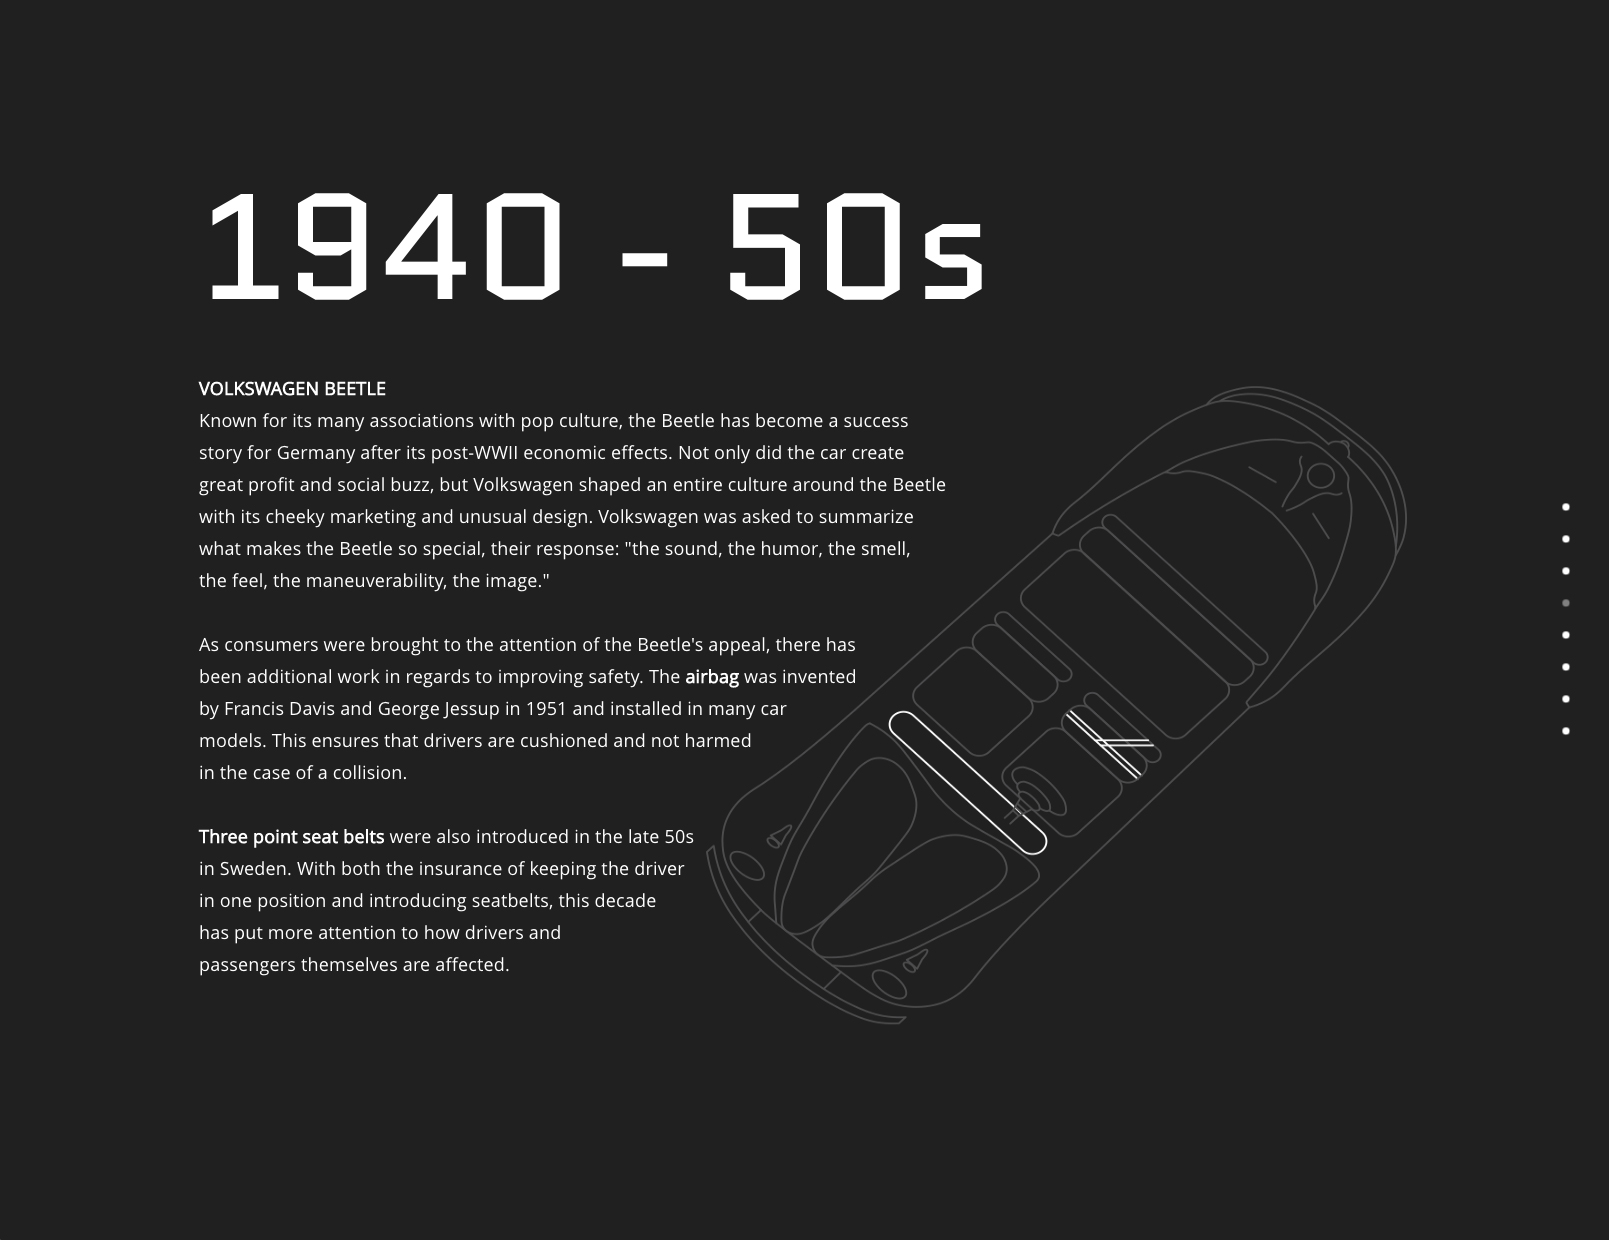 1940 - 50s
VOLKSWAGEN BEETLE
Known for its many associations with pop culture, the Beetle has become a success
story for Germany after its post-WWII economic effects. Not only did the car create
great profit and social buzz, but Volkswagen shaped an entire culture around the Beetle
with its cheeky marketing and unusual design. Volkswagen was asked to summarize
what makes the Beetle so special, their response: "the sound, the humor, the smell,
the feel, the maneuverability, the image."
As consumers were brought to the attention of the Beetle's appeal, there has
been additional work in regards to improving safety. The airbag was invented
by Francis Davis and George Jessup in 1951 and installed in many car
models. This ensures that drivers are cushioned and not harmed
in the case of a collision.
Three point seat belts were also introduced in the late 50s
in Sweden. With both the insurance of keeping the driver
in one position and introducing seatbelts, this decade
has put more attention to how drivers and
passengers themselves are affected.